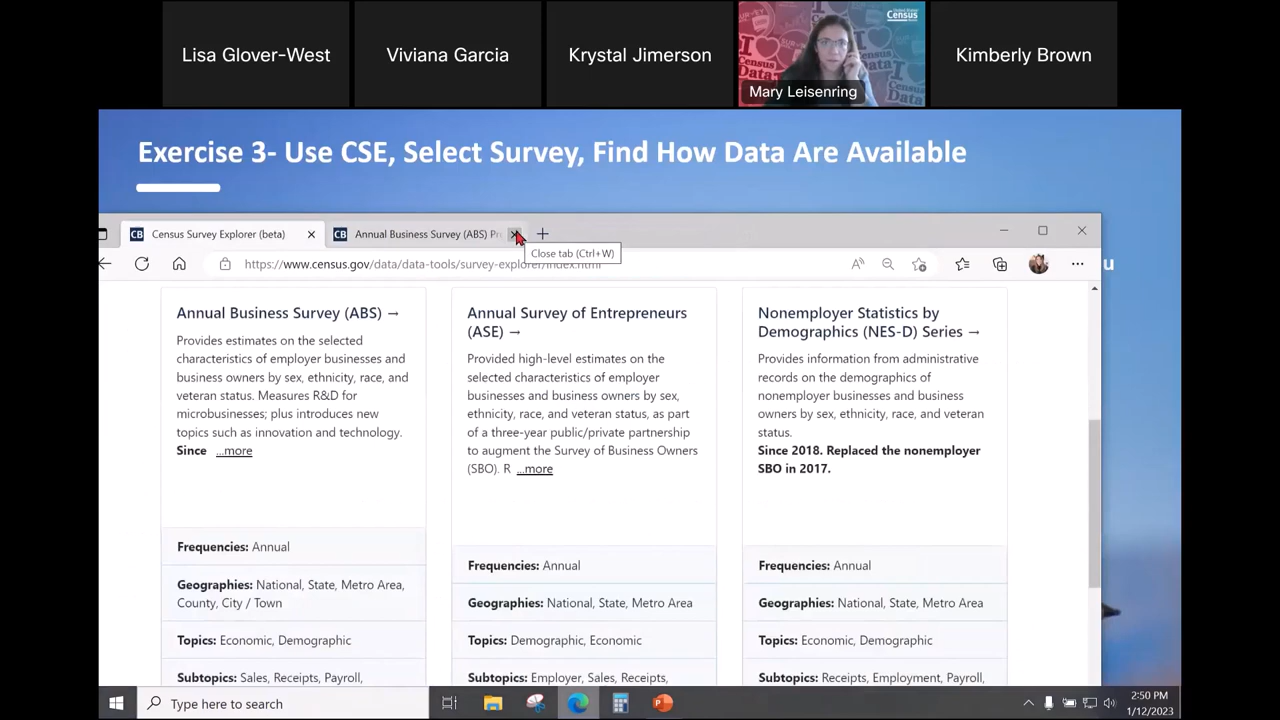 Lisa Glover-West
Viviana Garcia
Krystal Jimerson
United States
Census
Mary Leisenring
Kimberly Brown
Exercise 3- Use CSE, Select Survey, Find How Data Are Available
CB Census Survey Explorer (beta)
CB Annual Business Survey (ABS) Pr
Close tab (Ctrl+W)
https://www.census.gov/data/data-tools/survey-explorer/index.html
u
Annual Business Survey (ABS) →
Provides estimates on the selected
characteristics of employer businesses and
business owners by sex, ethnicity, race, and
veteran status. Measures R&D for
microbusinesses; plus introduces new
topics such as innovation and technology.
Since ...more
Frequencies: Annual
Geographies: National, State, Metro Area,
County, City / Town
Topics: Economic, Demographic
Subtopics: Sales, Receipts, Payroll,
Annual Survey of Entrepreneurs
(ASE) →
Provided high-level estimates on the
selected characteristics of employer
businesses and business owners by sex,
ethnicity, race, and veteran status, as part
of a three-year public/private partnership
to augment the Survey of Business Owners
(SBO). R ...more
Frequencies: Annual
Geographies: National, State, Metro Area
Topics: Demographic, Economic
Subtopics: Employer, Sales, Receipts,
Nonemployer Statistics by
Demographics (NES-D) Series →
Provides information from administrative
records on the demographics of
nonemployer businesses and business
owners by sex, ethnicity, race, and veteran
status.
Since 2018. Replaced the nonemployer
SBO in 2017.
Frequencies: Annual
Geographies: National, State, Metro Area
Topics: Economic, Demographic
Subtopics: Receipts, Employment, Payroll,
Type here to search
2:50 PM
1/12/2023